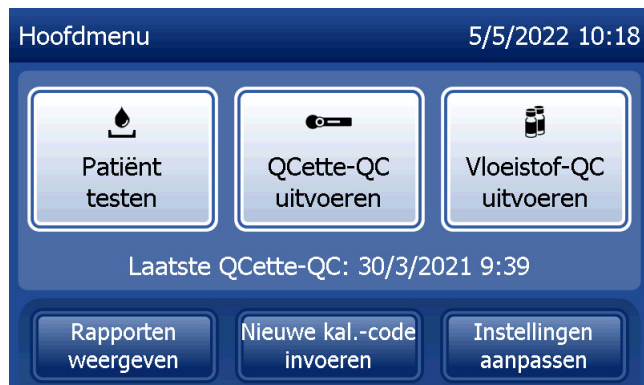 Hoofdmenu 5/5/2022 10:18
Patiënt
testen
QCette-QC
uitvoeren
Vloeistof-QC
uitvoeren
Laatste QCette-QC: 30/3/2021 9:39
Rapporten
weergeven
Nieuwe kal.-code
invoeren
Instellingen
aanpassen